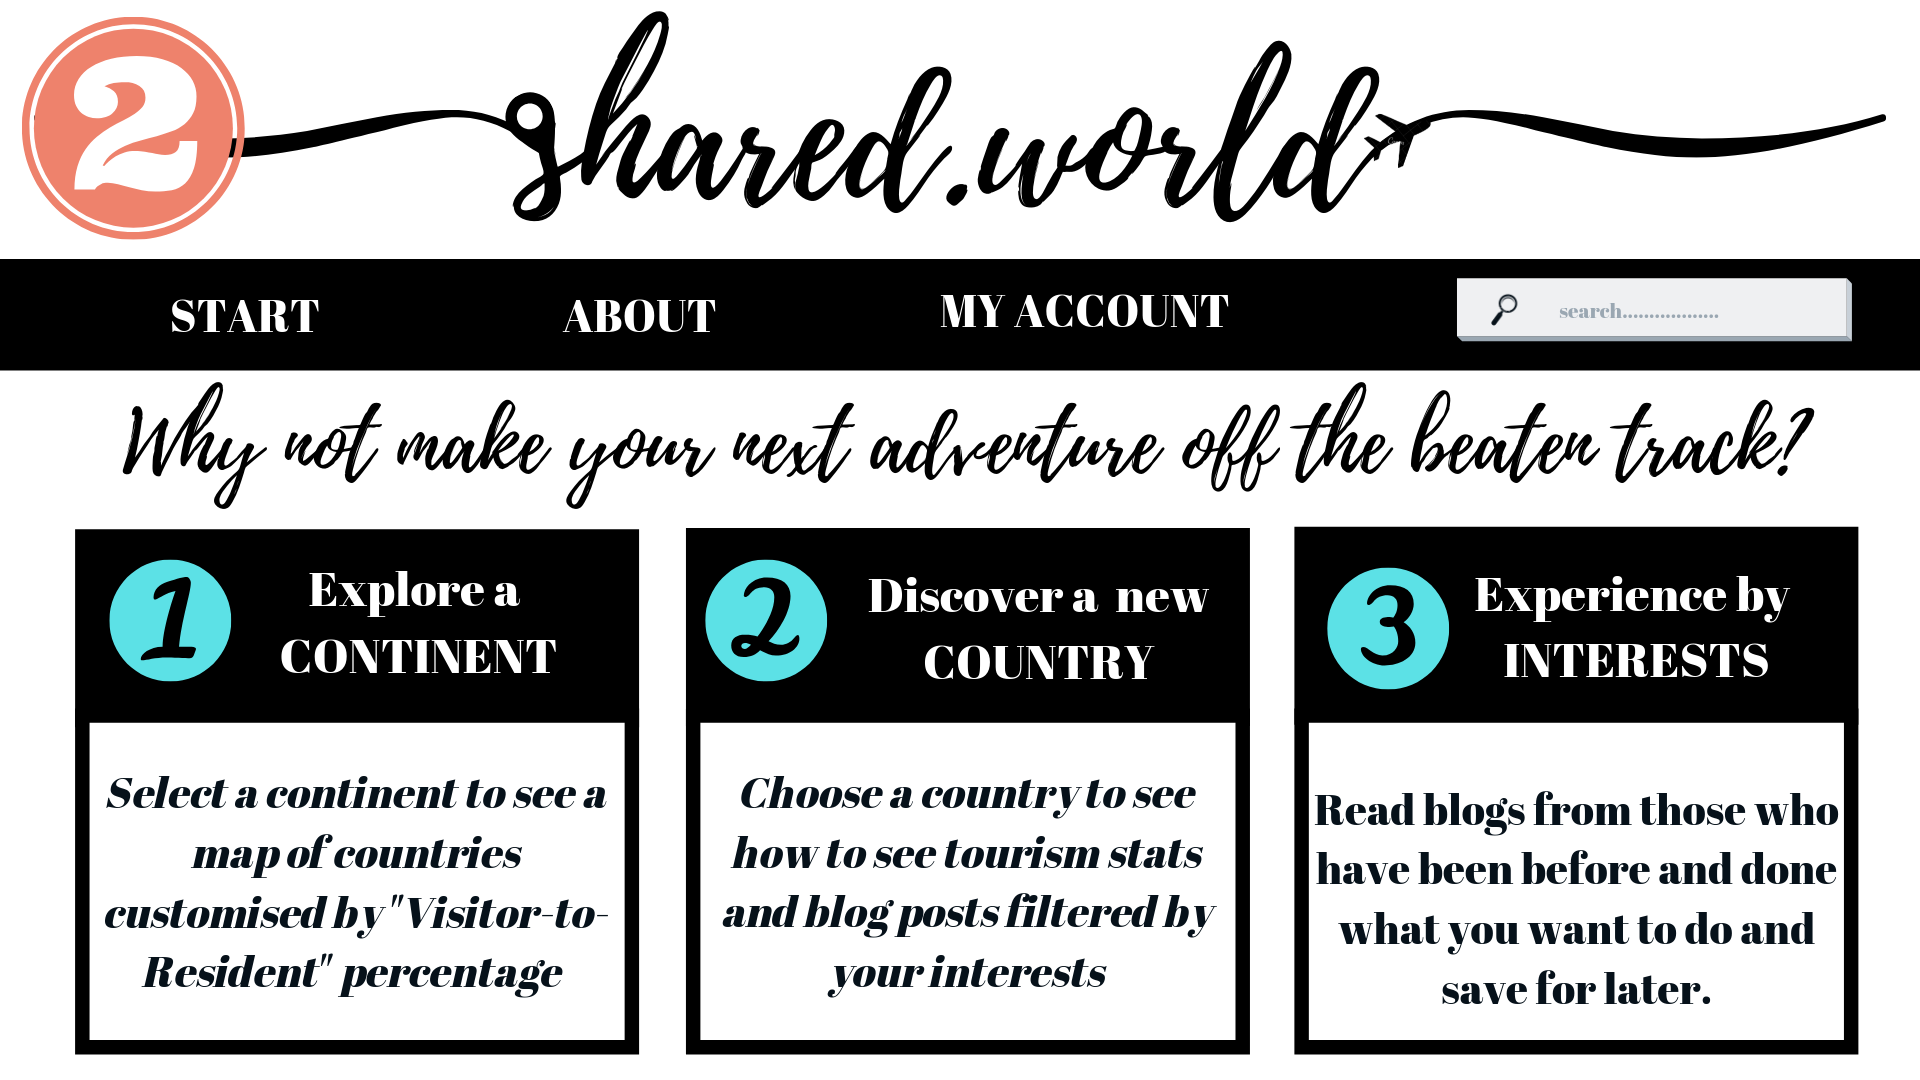 2
shared.world
START ABOUT MY ACCOUNT search..................
Why not make your next adventure off the beaten track?
1
Explore a
CONTINENT
Select a continent to see a
map of countries
customised by "Visitor-to-
Resident" percentage
2
Discover a new
COUNTRY
Choose a country to see
how to see tourism stats
and blog posts filtered by
your interests
3
Experience by
INTERESTS
Read blogs from those who
have been before and done
what you want to do and
save for later.